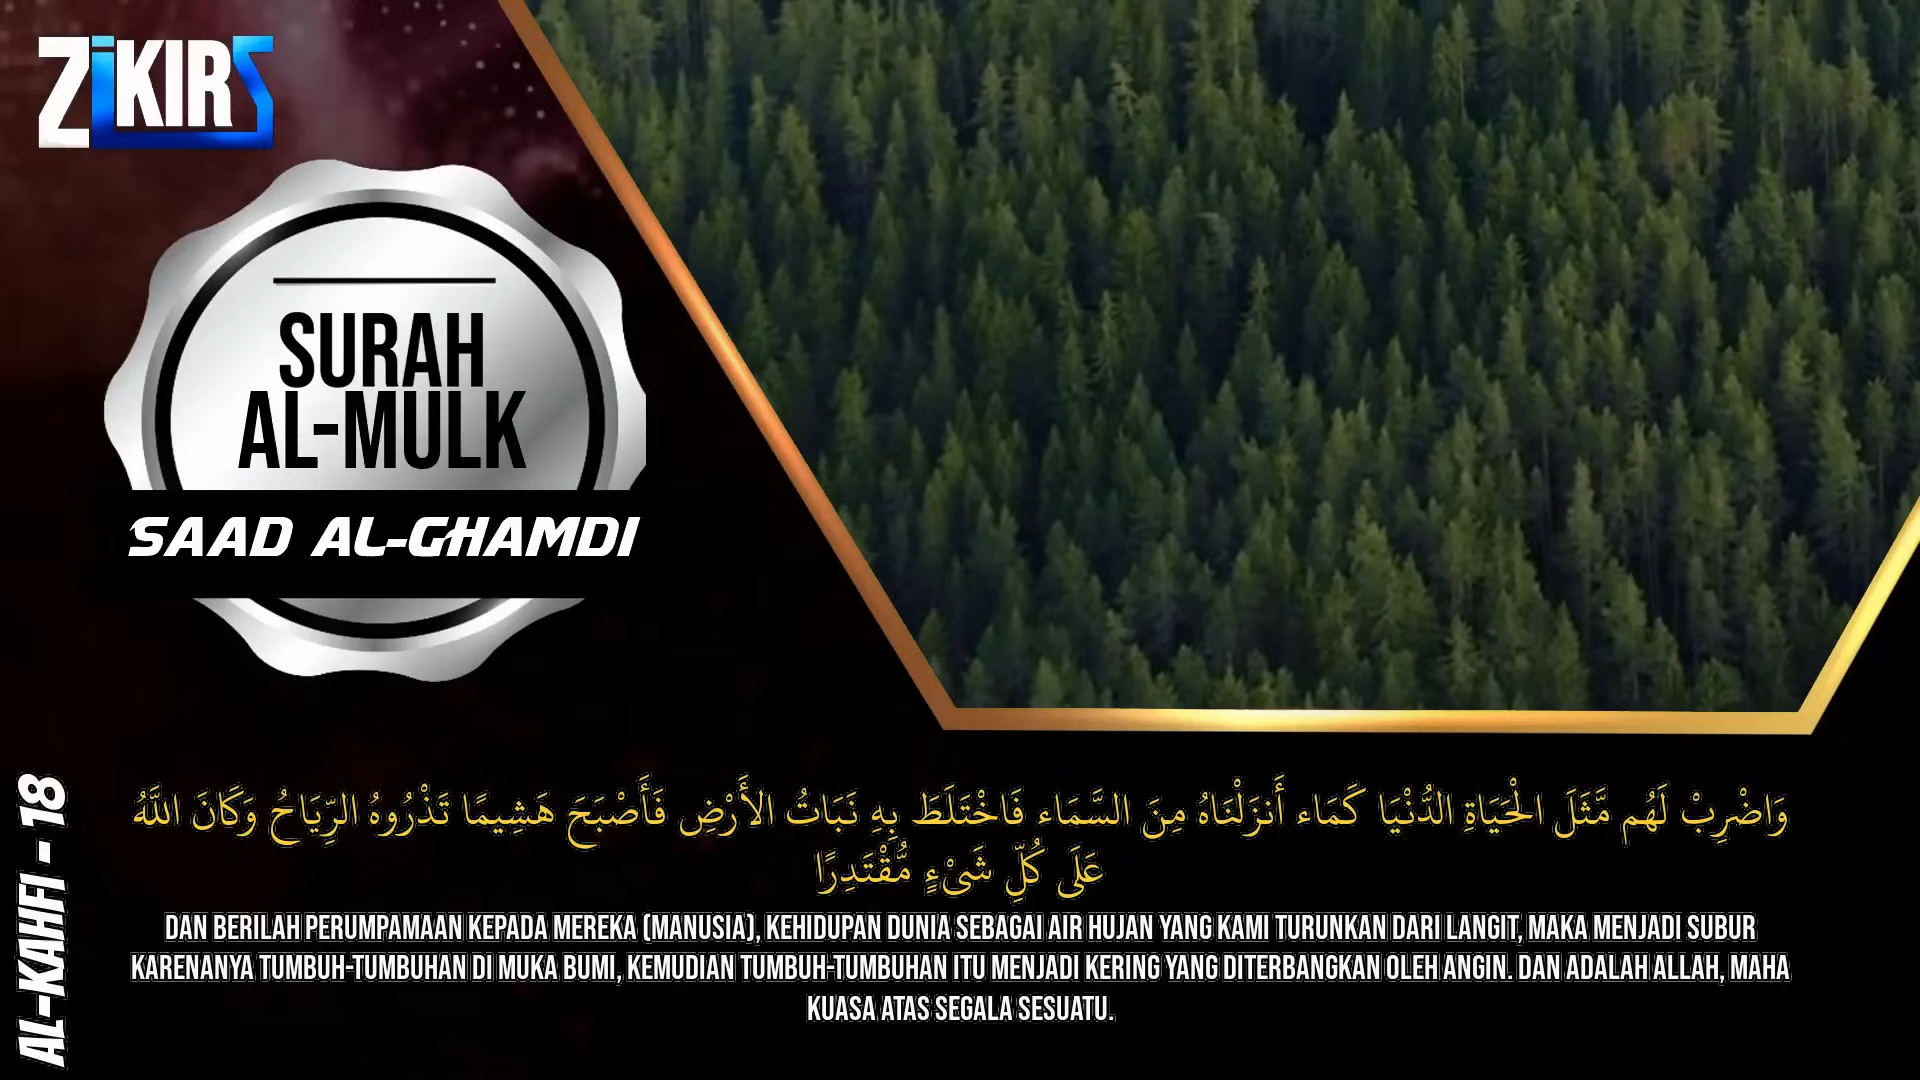 ZiKIRS
SURAH
AL-MULK
SAAD AL-GHAMDI
AL-KAHFI - 18
وَاضْرِبْ لَهُم مَّثَلَ الْحَيَاةِ الدُّنْيَا كَمَاء أَنزَلْنَاهُ مِنَ السَّمَاء فَاخْتَلَطَ بِهِ نَبَاتُ الأَرْضِ فَأَصْبَحَ هَشِيمًا تَذْرُوهُ الرِّيَاحُ وَكَانَ اللَّهُ
عَلَى كُلِّ شَيْءٍ مُّقْتَدِرًا
DAN BERILAH PERUMPAMAAN KEPADA MEREKA (MANUSIA), KEHIDUPAN DUNIA SEBAGAI AIR HUJAN YANG KAMI TURUNKAN DARI LANGIT, MAKA MENJADI SUBUR
KARENANYA TUMBUH-TUMBUHAN DI MUKA BUMI, KEMUDIAN TUMBUH-TUMBUHAN ITU MENJADI KERING YANG DITERBANGKAN OLEH ANGIN. DAN ADALAH ALLAH, MAHA
KUASA ATAS SEGALA SESUATU.